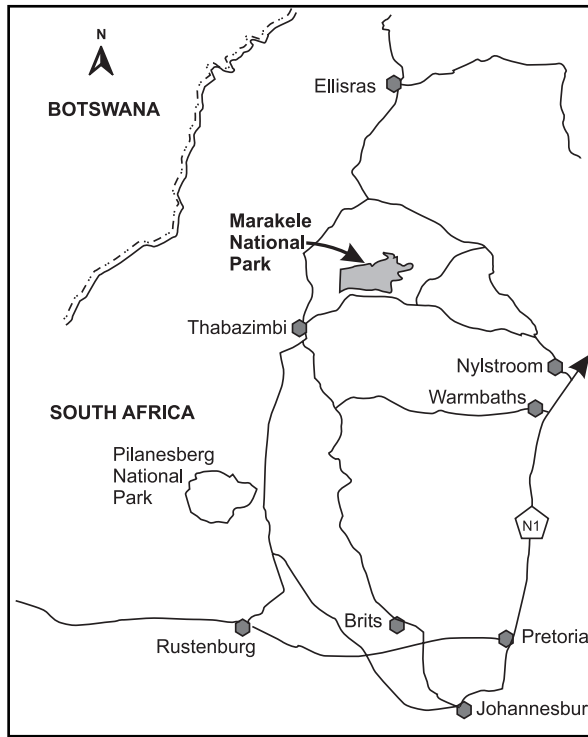 N
BOTSWANA
Ellisras
Marakele
National
Park
Thabazimbi
Nylstroom
Warmbaths
SOUTH AFRICA
Pilanesberg
National
Park
N1
Brits
Rustenburg
Pretoria
Johannesbur